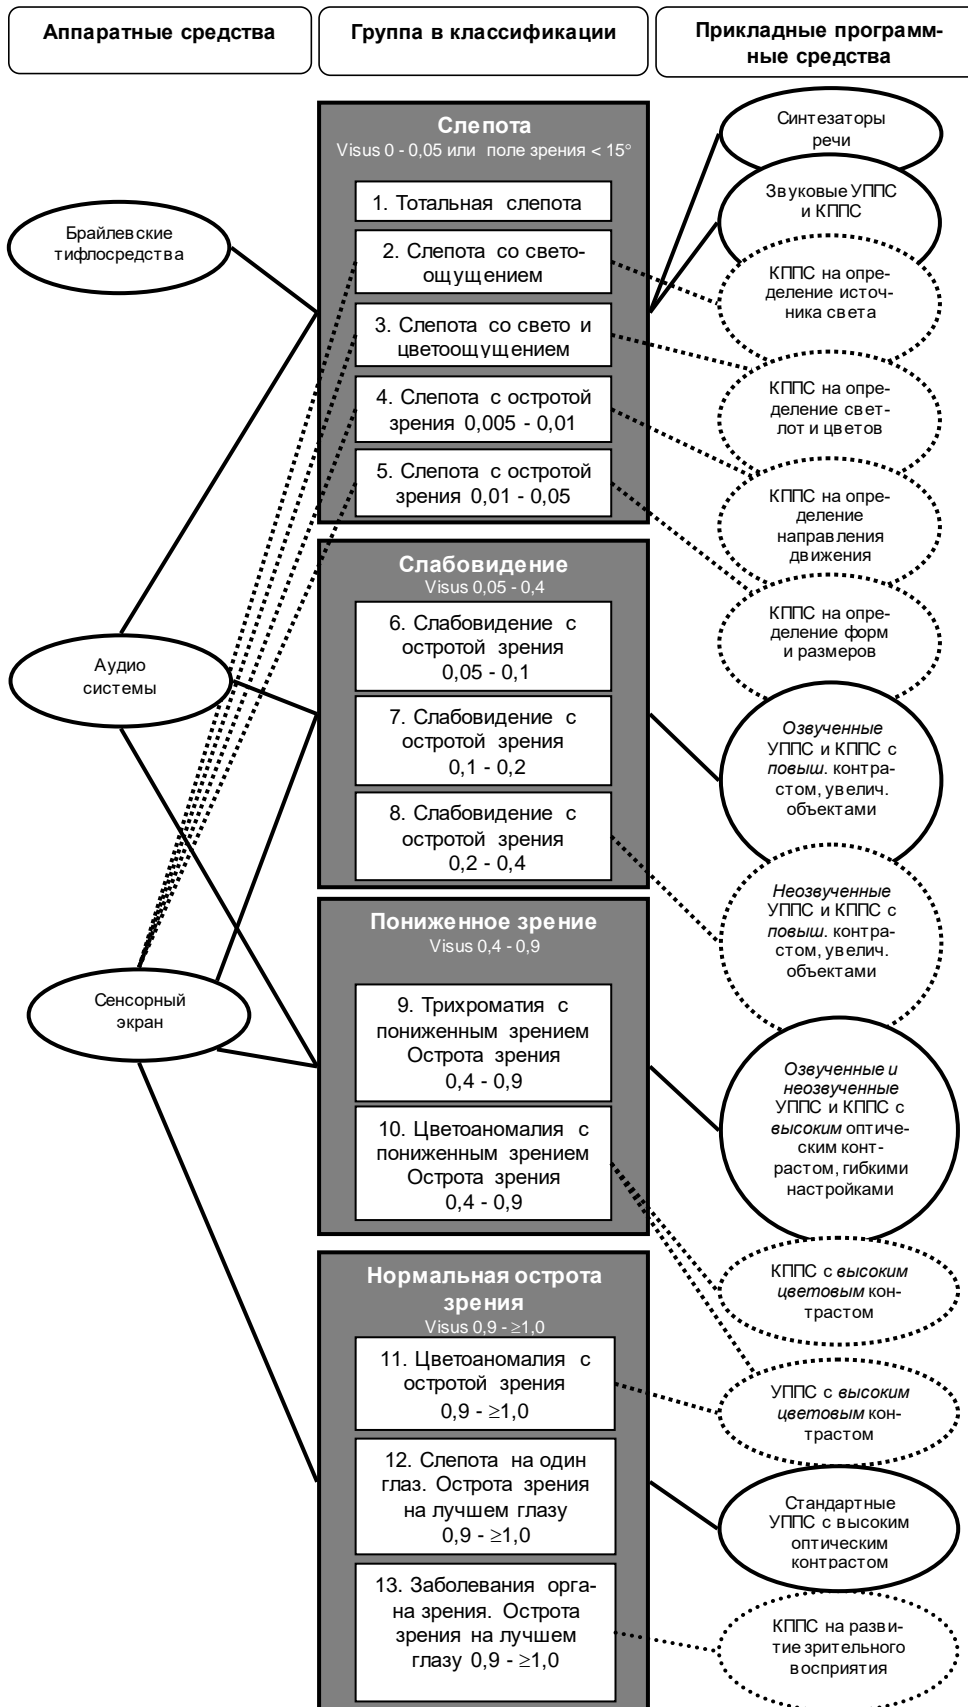 Аппаратные средства
Группа в классификации
Прикладные программ-
ные средства
Слепота
Visus 0 - 0,05 или поле зрения < 15°
1. Тотальная слепота
2. Слепота со свето-
ощущением
3. Слепота со свето и
цветоощущением
4. Слепота с остротой
зрения 0,005 - 0,01
5. Слепота с остротой
зрения 0,01 - 0,05
Слабовидение
Visus 0,05 - 0,4
6. Слабовидение с
остротой зрения
0,05 - 0,1
7. Слабовидение с
остротой зрения
0,1 - 0,2
8. Слабовидение с
остротой зрения
0,2 - 0,4
Пониженное зрение
Visus 0,4 - 0,9
9. Трихроматия с
пониженным зрением
Острота зрения
0,4 - 0,9
10. Цветоаномалия с
пониженным зрением
Острота зрения
0,4 - 0,9
Нормальная острота
зрения
Visus 0,9 - ≥1,0
11. Цветоаномалия с
остротой зрения
0,9 - ≥1,0
12. Слепота на один
глаз. Острота зрения
на лучшем глазу
0,9 - ≥1,0
13. Заболевания орга-
на зрения. Острота
зрения на лучшем
глазу 0,9 - ≥1,0
Брайлевские
тифлосредства
Аудио
системы
Сенсорный
экран
Синтезаторы
речи
Звуковые УППС
и КППС
КППС на опре-
деление источ-
ника света
КППС на опре-
деление свет-
лот и цветов
КППС на опре-
деление
направления
движения
КППС на опре-
деление форм
и размеров
Озвученные
УППС и КППС с
повыш. контра-
стом, увелич.
объектами
Неозвученные
УППС и КППС с
повыш. контра-
стом, увелич.
объектами
Озвученные и
неозвученные
УППС и КППС с
высоким оптиче-
ским конт-
растом, гибкими
настройками
КППС с высоким
цветовым кон-
трастом
УППС с высоким
цветовым кон-
трастом
Стандартные
УППС с высоким
оптическим
контрастом
КППС на разви-
тие зрительного
восприятия